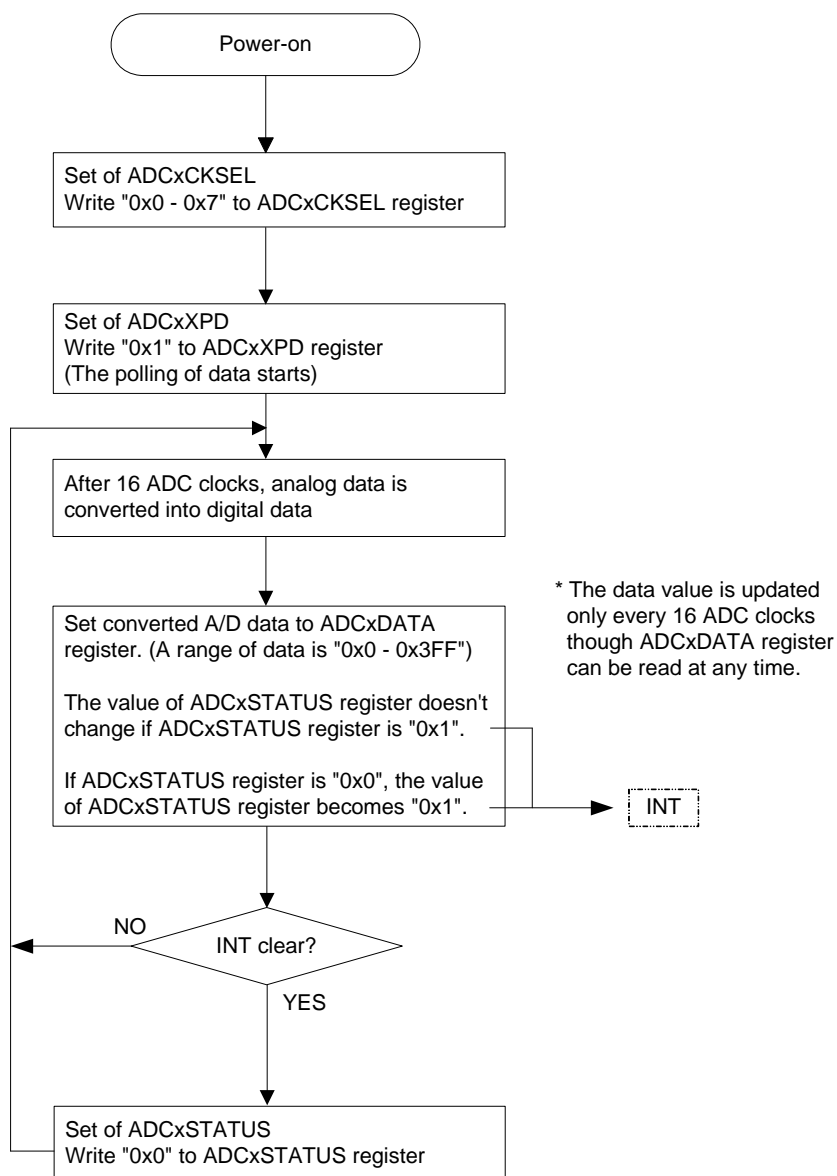 Power-on
Set of ADCxCKSEL
Write "0x0 - 0x7" to ADCxCKSEL register
Set of ADCxXPD
Write "0x1" to ADCxXPD register
(The polling of data starts)
After 16 ADC clocks, analog data is
converted into digital data
Set converted A/D data to ADCxDATA
register. (A range of data is "0x0 - 0x3FF")
The value of ADCxSTATUS register doesn't
change if ADCxSTATUS register is "0x1".
If ADCxSTATUS register is "0x0", the value
of ADCxSTATUS register becomes "0x1".
* The data value is updated
only every 16 ADC clocks
though ADCxDATA register
can be read at any time.
INT
NO
INT clear?
YES
Set of ADCxSTATUS
Write "0x0" to ADCxSTATUS register